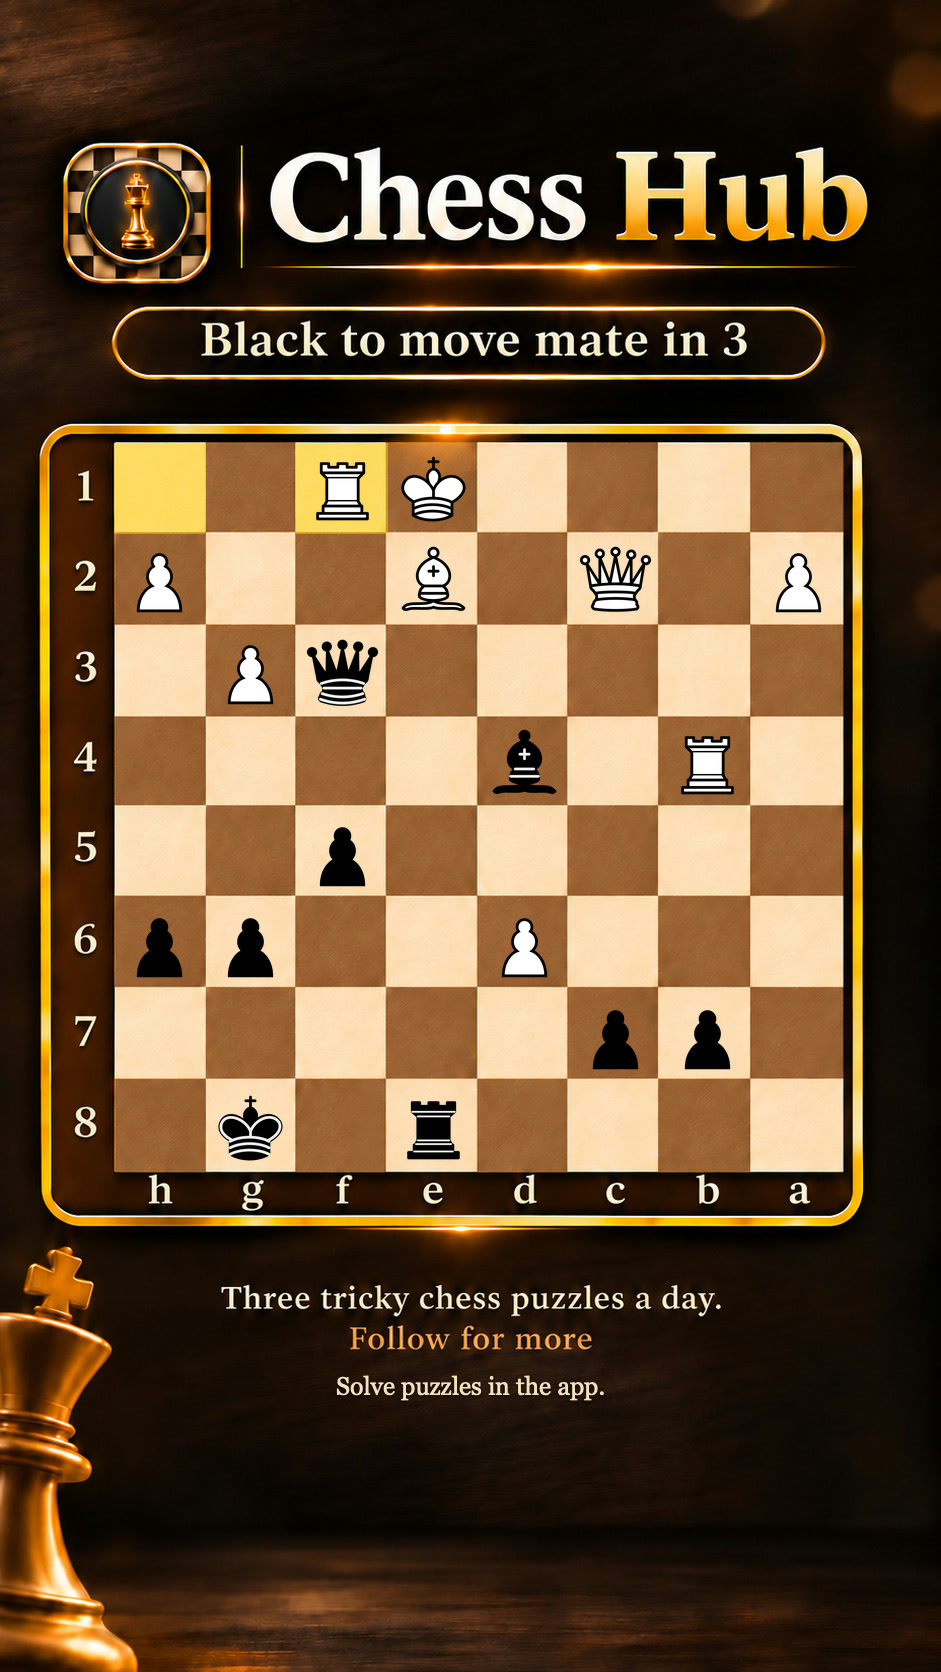 Chess Hub
Black to move mate in 3
1
2
3
4
5
6
7
8
h g f e d c b a
Three tricky chess puzzles a day.
Follow for more
Solve puzzles in the app.